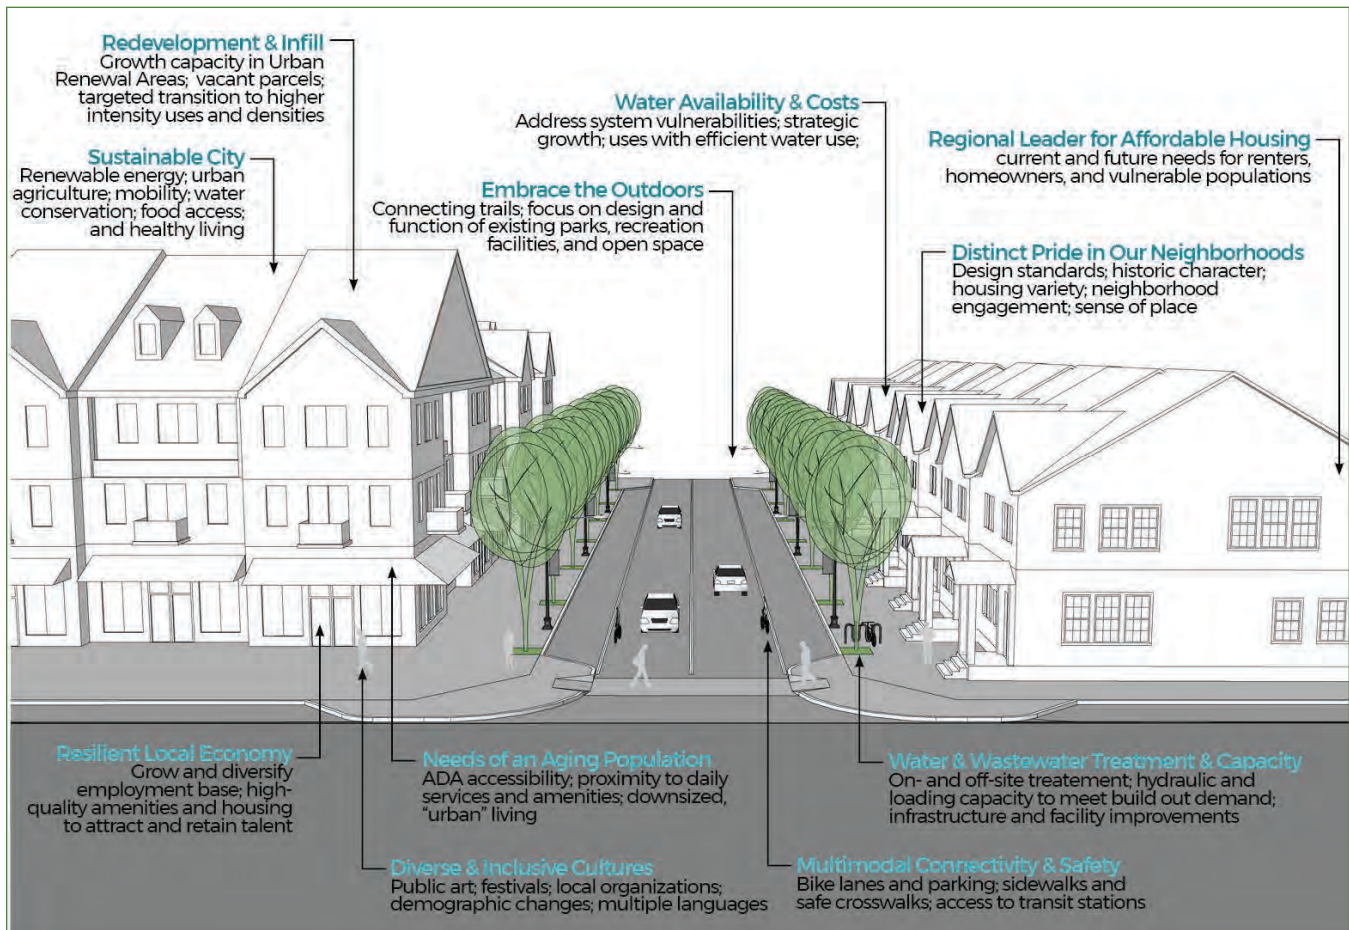 Redevelopment & Infill
Growth capacity in Urban
Renewal Areas; vacant parcels;
targeted transition to higher
intensity uses and densities
Sustainable City
Renewable energy; urban
agriculture; mobility; water
conservation; food access;
and healthy living
Water Availability & Costs
Address system vulnerabilities; strategic
growth; uses with efficient water use;
Embrace the Outdoors
Connecting trails; focus on design and
function of existing parks, recreation
facilities, and open space
Regional Leader for Affordable Housing
current and future needs for renters,
homeowners, and vulnerable populations
Distinct Pride in Our Neighborhoods
Design standards; historic character;
housing variety; neighborhood
engagement; sense of place
Resilient Local Economy
Grow and diversify
employment base; high-
quality amenities and housing
to attract and retain talent
Needs of an Aging Population
ADA accessibility; proximity to daily
services and amenities; downsized,
"urban" living
Diverse & Inclusive Cultures
Public art; festivals; local organizations;
demographic changes; multiple languages
Water & Wastewater Treatment & Capacity
On- and off-site treatement; hydraulic and
loading capacity to meet build out demand;
infrastructure and facility improvements
Multimodal Connectivity & Safety
Bike lanes and parking; sidewalks and
safe crosswalks; access to transit stations